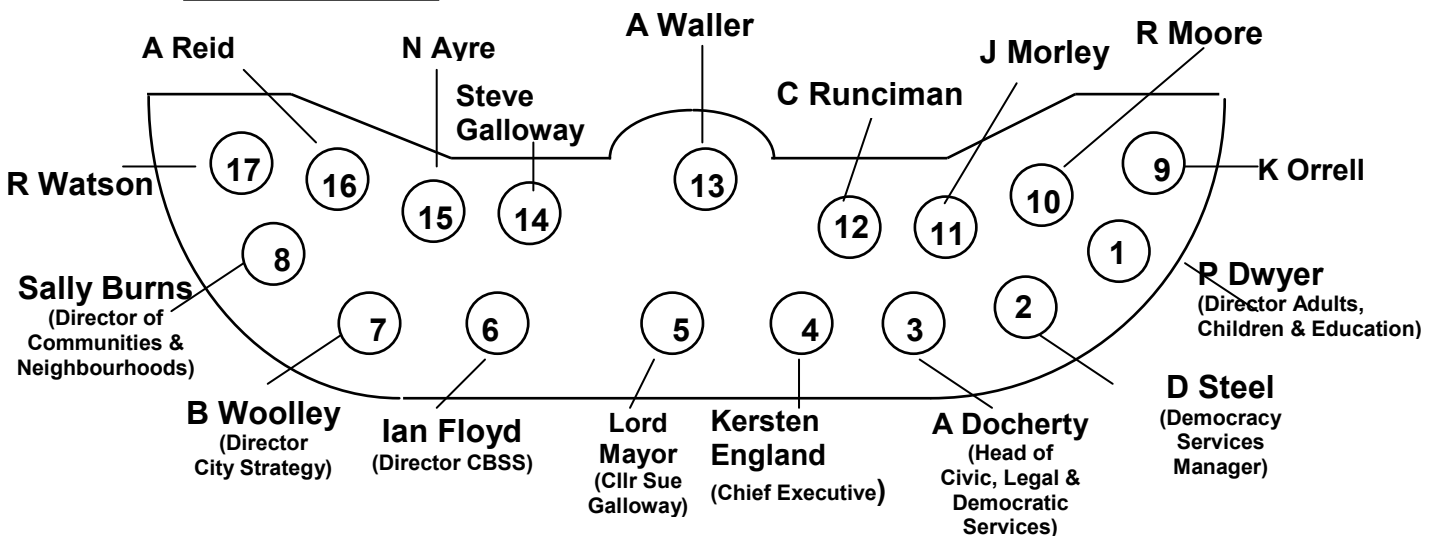 A Reid
N Ayre
Steve
Galloway
A Waller
C Runciman
J Morley
R Moore
17
16
15
14
13
12
11
10
9
R Watson
K Orrell
8
1
Sally Burns
(Director of
Communities &
Neighbourhoods)
P Dwyer
(Director Adults,
Children & Education)
7
6
5
4
3
2
B Woolley
(Director
City Strategy)
Ian Floyd
(Director CBSS)
Lord
Mayor
(Cllr Sue
Galloway)
Kersten
England
(Chief Executive)
A Docherty
(Head of
Civic, Legal &
Democratic
Services)
D Steel
(Democracy
Services
Manager)